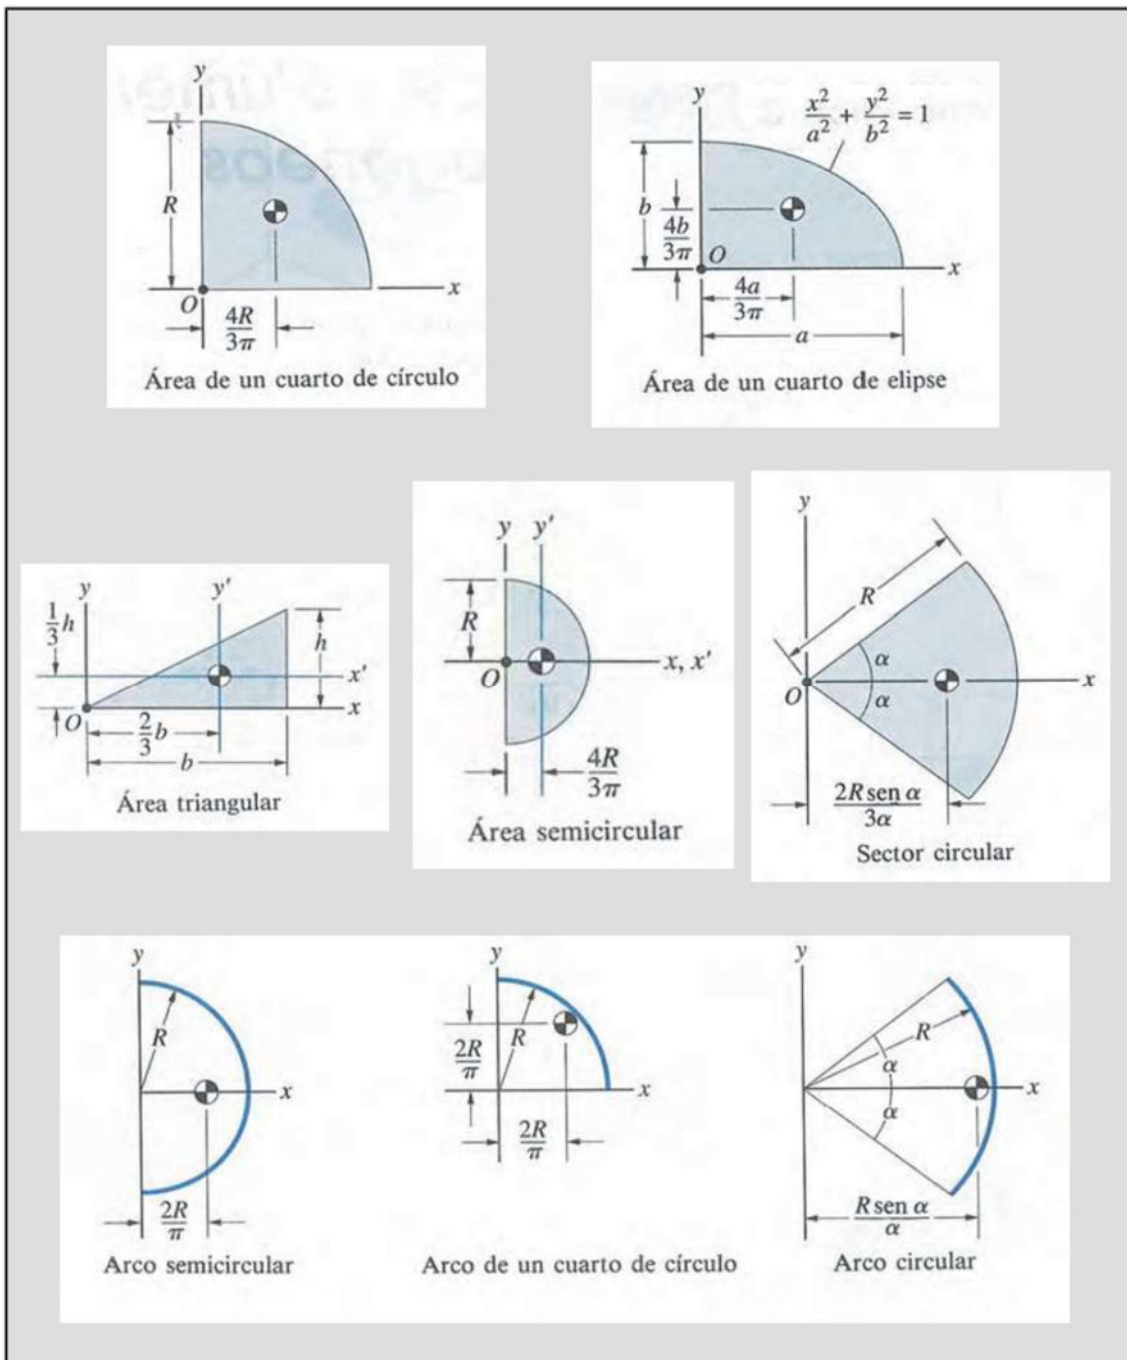 y
R
O
x
4R/3π
Área de un cuarto de círculo
y
x²/a² + y²/b² = 1
b
4b/3π
O
x
4a/3π
a
Área de un cuarto de elipse
y
y'
1/3 h
h
x'
O
x
2/3 b
b
Área triangular
y y'
R
O
x, x'
4R/3π
Área semicircular
y
R
α
O
x
α
2R sen α/3α
Sector circular
y
R
x
2R/π
Arco semicircular
y
2R/π
R
x
2R/π
Arco de un cuarto de círculo
y
R
α
x
α
R sen α/α
Arco circular